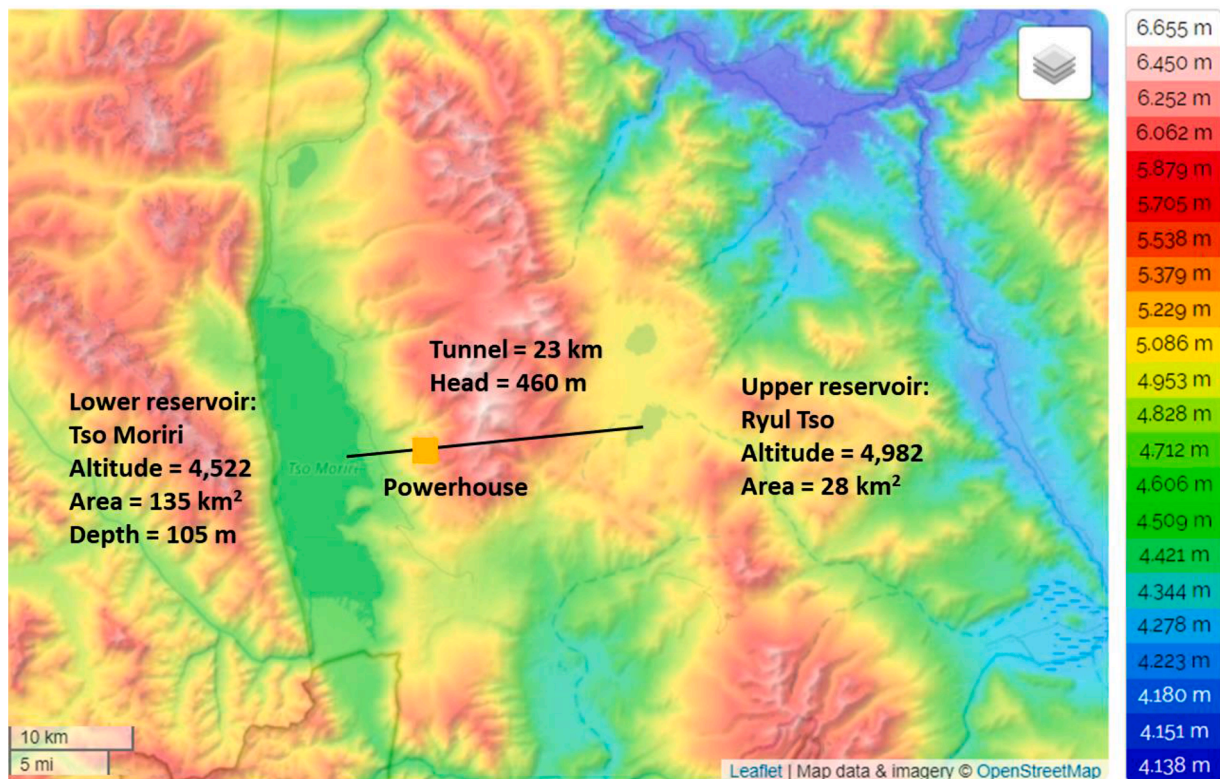 Tunnel = 23 km
Head = 460 m
Lower reservoir:
Tso Moriri
Altitude = 4,522
Area = 135 km²
Depth = 105 m
Tso Moriri
Powerhouse
Upper reservoir:
Ryul Tso
Altitude = 4,982
Area = 28 km²
10 km
5 mi
Leaflet | Map data & imagery © OpenStreetMap
6.655 m
6.450 m
6.252 m
6.062 m
5.879 m
5.705 m
5.538 m
5.379 m
5.229 m
5.086 m
4.953 m
4.828 m
4.712 m
4.606 m
4.509 m
4.421 m
4.344 m
4.278 m
4.223 m
4.180 m
4.151 m
4.138 m